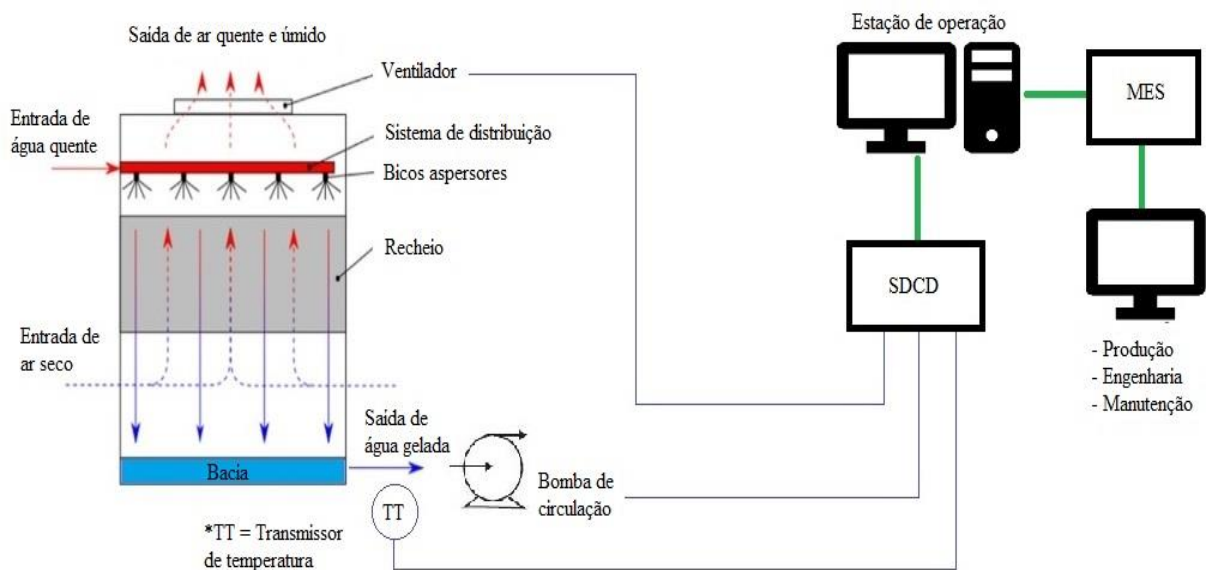 Estação de operação
Saída de ar quente e úmido
Ventilador
MES
Entrada de
água quente
Sistema de distribuição
Bicos aspersores
Recheio
SDCD
Entrada de
ar seco
- Produção
- Engenharia
- Manutenção
Saída de
água gelada
Bacia
Bomba de
circulação
TT
*TT = Transmissor
de temperatura